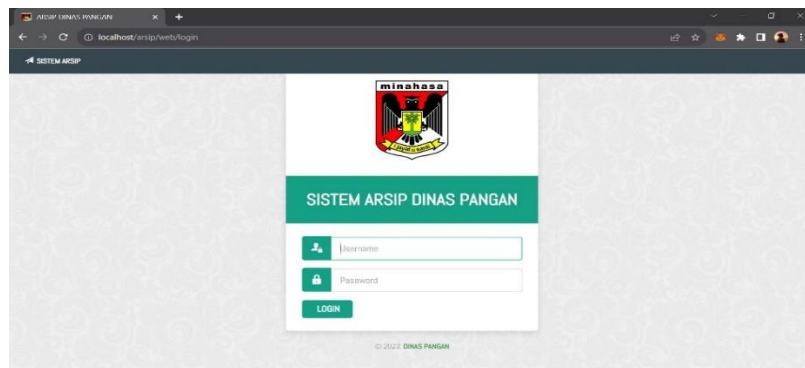 ARSIP DINAS PANGAN
localhost/arsip/web/login
SISTEM ARSIP
minahasa
SISTEM ARSIP DINAS PANGAN
Username
Password
LOGIN
© 2022 DINAS PANGAN